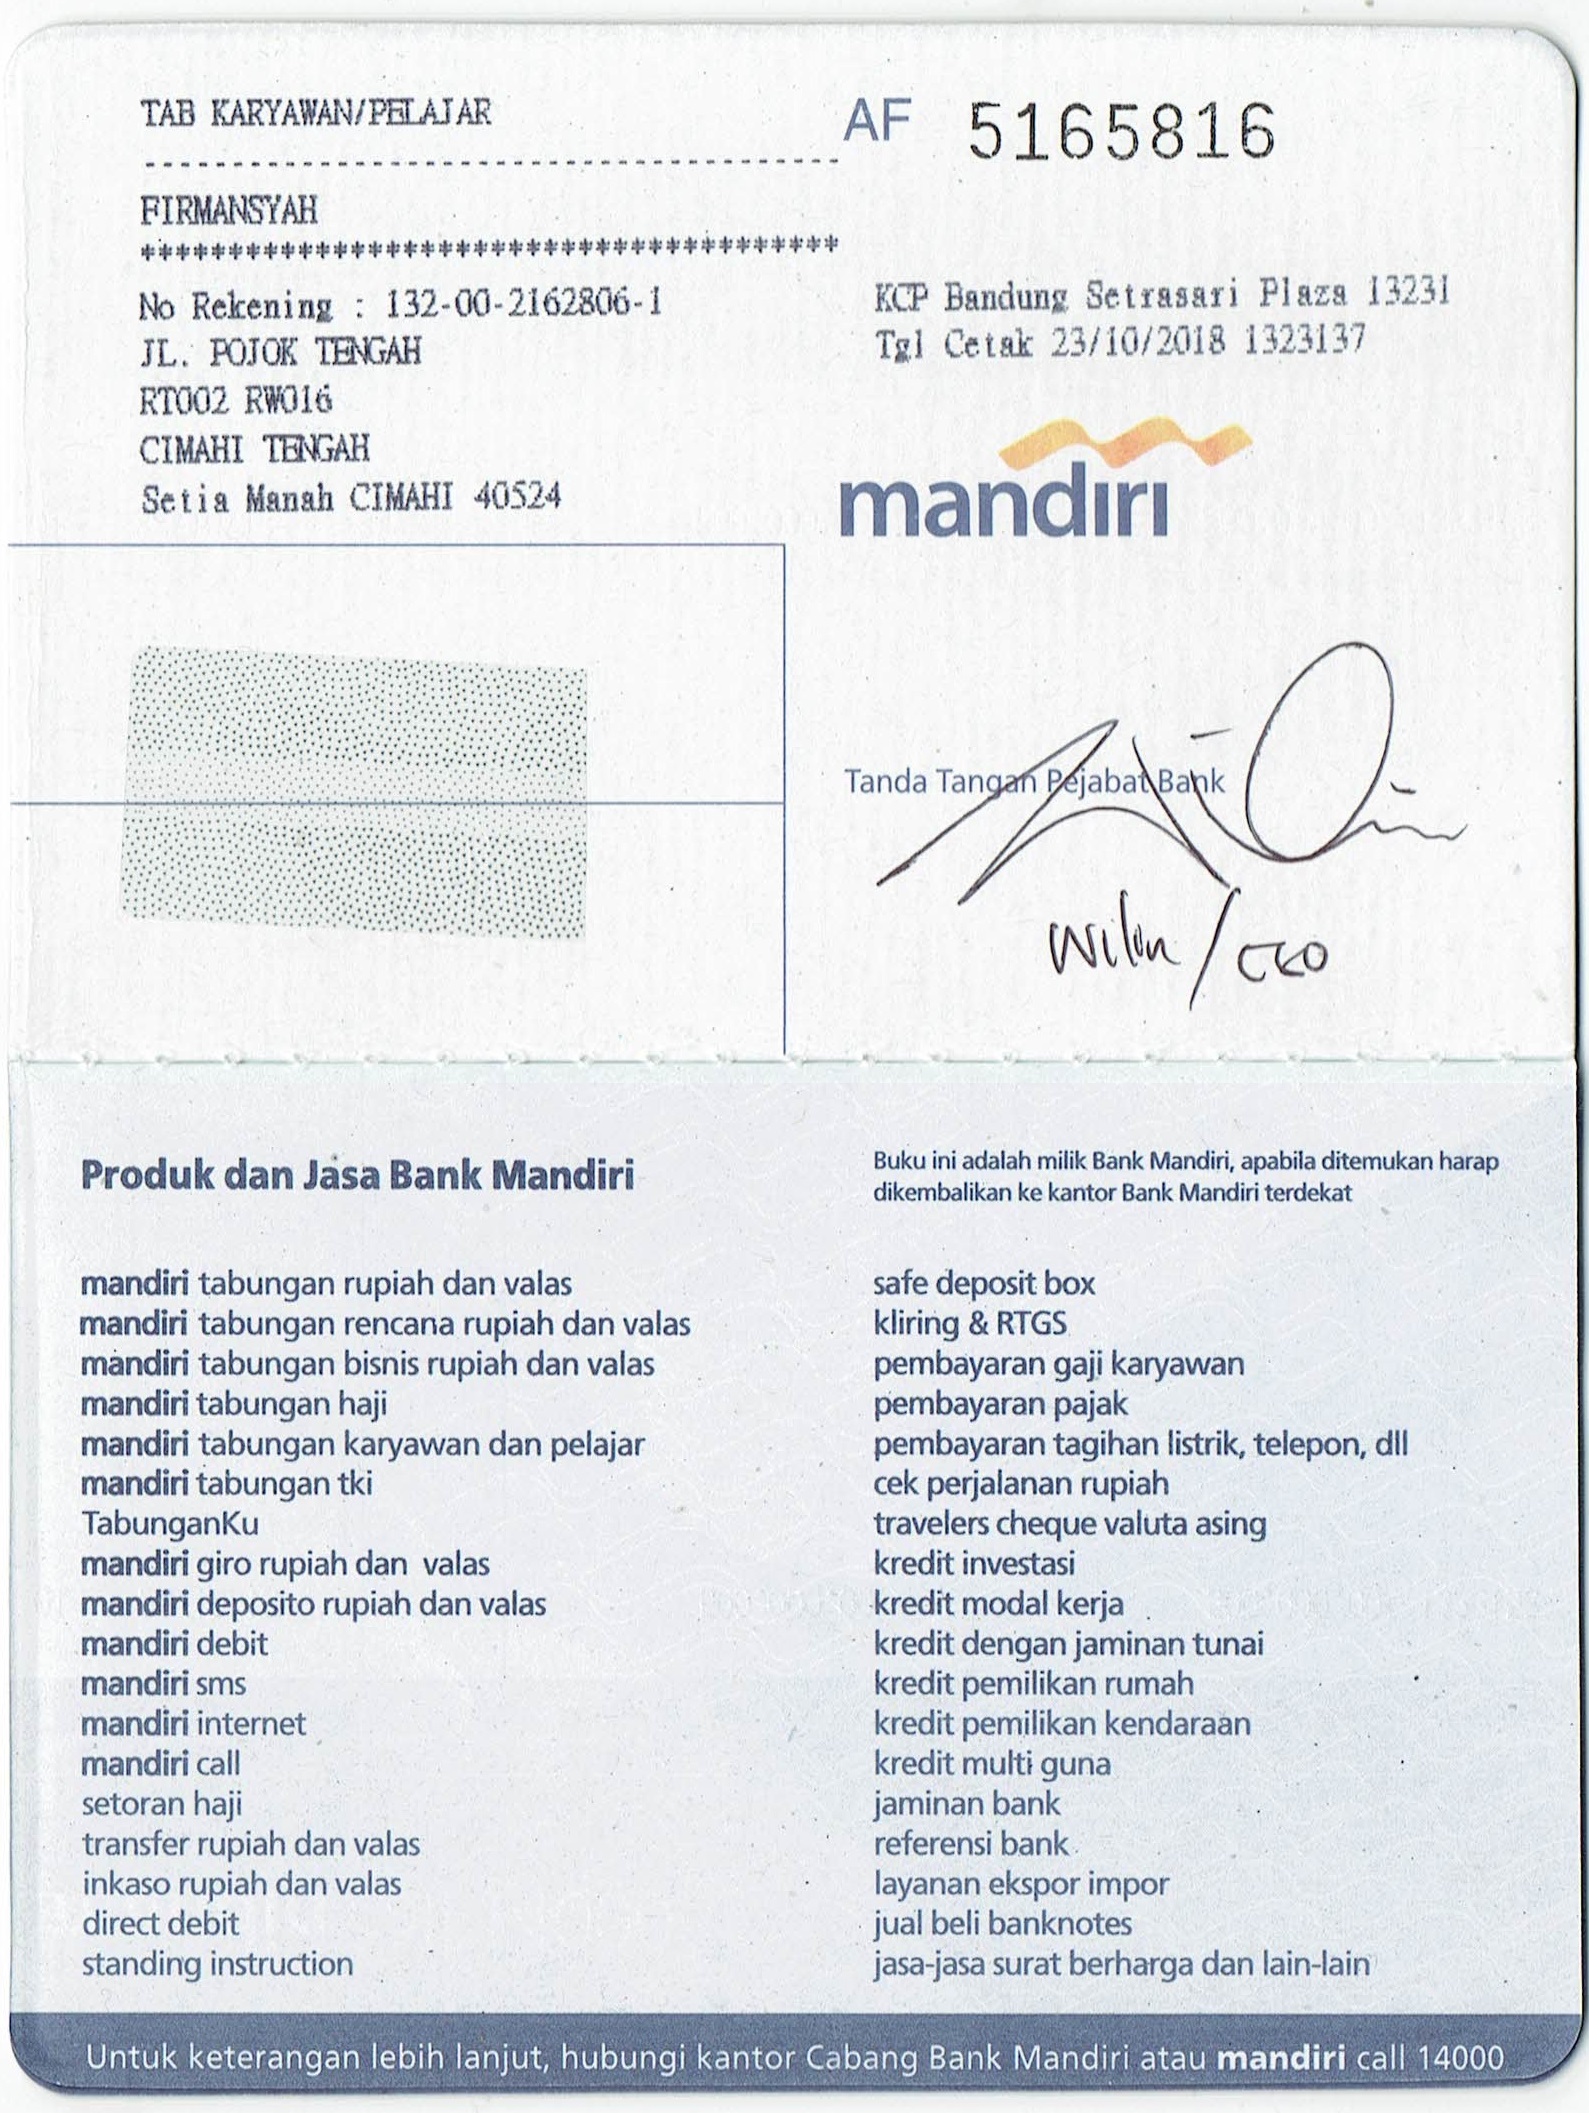 TAB KARYAWAN/PELAJAR
AF 5165816
----------------------------------------
FIRMANSYAH
****************************************
No Rekening : 132-00-2162806-1
JL. POJOK TENGAH
RT002 RW016
CIMAHI TENGAH
Setia Manah CIMAHI 40524
KCP Bandung Setrasari Plaza 13231
Tgl Cetak 23/10/2018 1323137
mandiri
Tanda Tangan Pejabat Bank
Produk dan Jasa Bank Mandiri
mandiri tabungan rupiah dan valas
mandiri tabungan rencana rupiah dan valas
mandiri tabungan bisnis rupiah dan valas
mandiri tabungan haji
mandiri tabungan karyawan dan pelajar
mandiri tabungan tki
TabunganKu
mandiri giro rupiah dan valas
mandiri deposito rupiah dan valas
mandiri debit
mandiri sms
mandiri internet
mandiri call
setoran haji
transfer rupiah dan valas
inkaso rupiah dan valas
direct debit
standing instruction
Buku ini adalah milik Bank Mandiri, apabila ditemukan harap
dikembalikan ke kantor Bank Mandiri terdekat
safe deposit box
kliring & RTGS
pembayaran gaji karyawan
pembayaran pajak
pembayaran tagihan listrik, telepon, dll
cek perjalanan rupiah
travelers cheque valuta asing
kredit investasi
kredit modal kerja
kredit dengan jaminan tunai
kredit pemilikan rumah
kredit pemilikan kendaraan
kredit multi guna
jaminan bank
referensi bank
layanan ekspor impor
jual beli banknotes
jasa-jasa surat berharga dan lain-lain
Untuk keterangan lebih lanjut, hubungi kantor Cabang Bank Mandiri atau mandiri call 14000